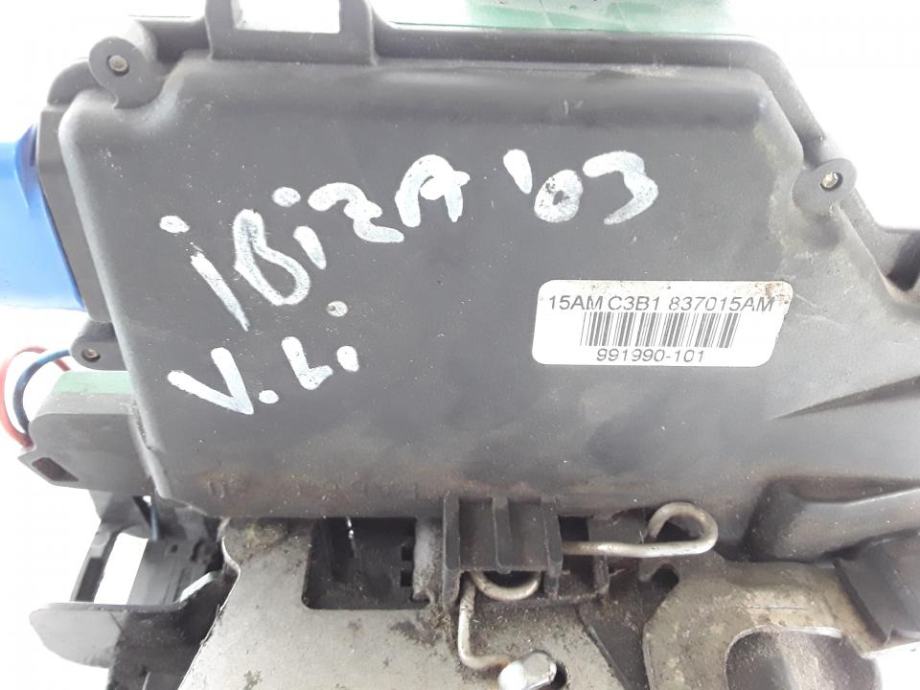 iBiZA '03
V.L.
15AM C3B1 837015AM
991990-101